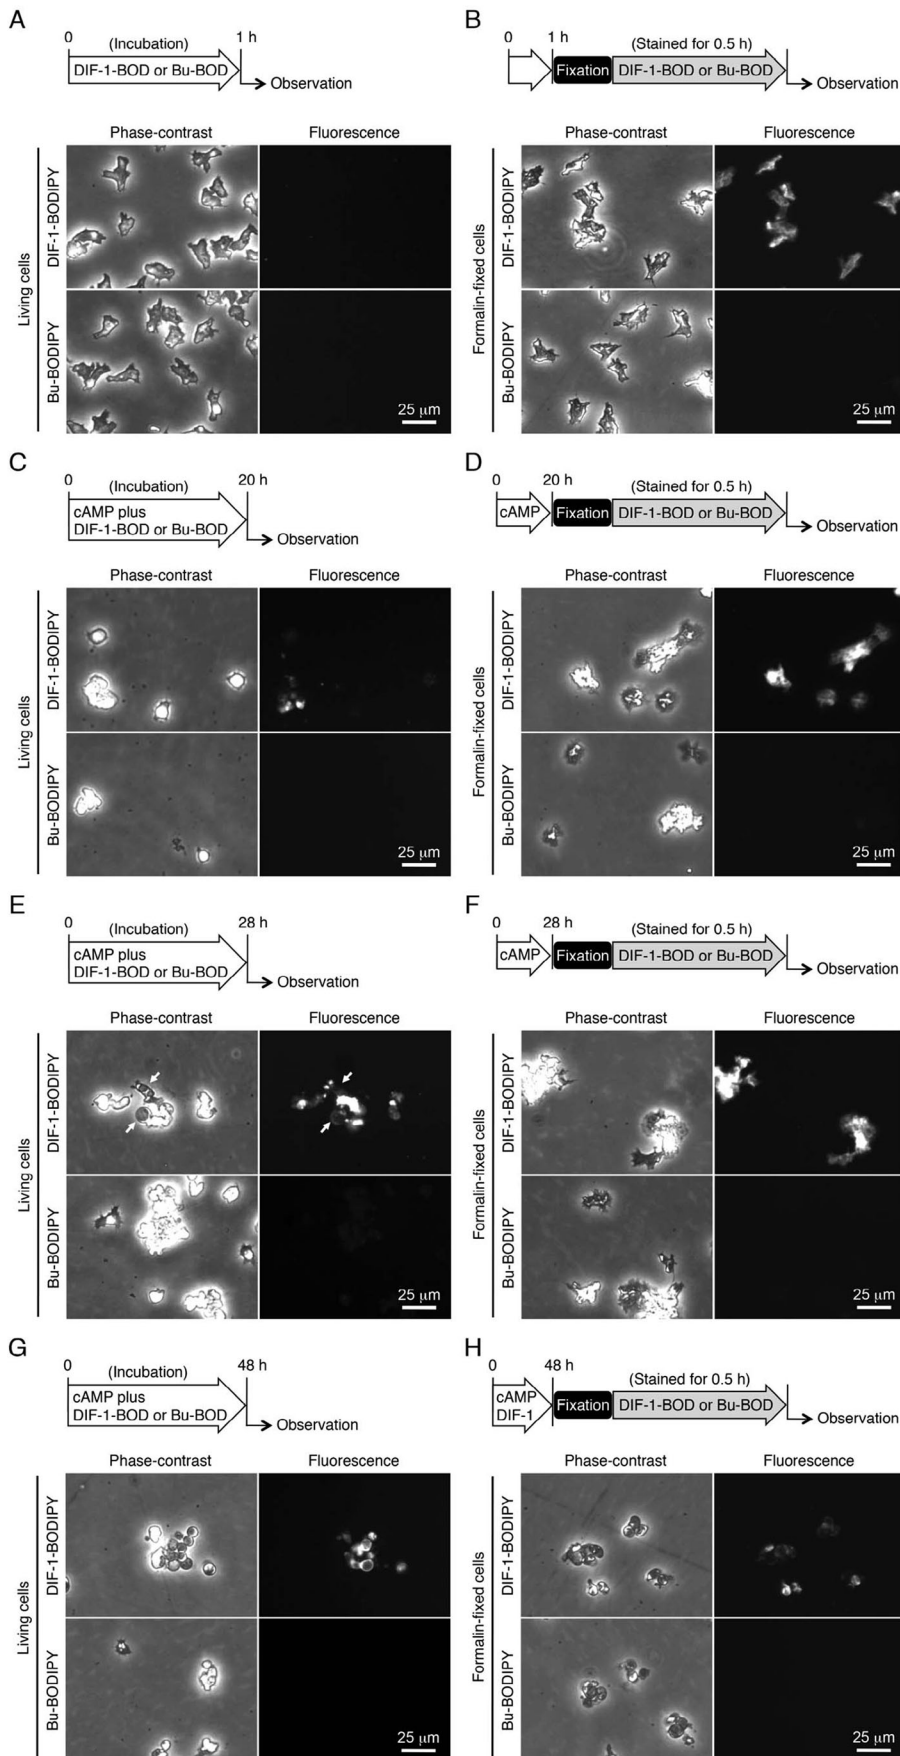 A
0
(Incubation)
1 h
DIF-1-BOD or Bu-BOD
Observation
Phase-contrast
Fluorescence
Living cells
DIF-1-BODIPY
Bu-BODIPY
25 μm
B
0
1 h
(Stained for 0.5 h)
Fixation
DIF-1-BOD or Bu-BOD
Observation
Phase-contrast
Fluorescence
Formalin-fixed cells
DIF-1-BODIPY
Bu-BODIPY
25 μm
C
0
(Incubation)
20 h
cAMP plus
DIF-1-BOD or Bu-BOD
Observation
Phase-contrast
Fluorescence
Living cells
DIF-1-BODIPY
Bu-BODIPY
25 μm
D
0
20 h
(Stained for 0.5 h)
cAMP
Fixation
DIF-1-BOD or Bu-BOD
Observation
Phase-contrast
Fluorescence
Formalin-fixed cells
DIF-1-BODIPY
Bu-BODIPY
25 μm
E
0
(Incubation)
28 h
cAMP plus
DIF-1-BOD or Bu-BOD
Observation
Phase-contrast
Fluorescence
Living cells
DIF-1-BODIPY
Bu-BODIPY
25 μm
F
0
28 h
(Stained for 0.5 h)
cAMP
Fixation
DIF-1-BOD or Bu-BOD
Observation
Phase-contrast
Fluorescence
Formalin-fixed cells
DIF-1-BODIPY
Bu-BODIPY
25 μm
G
0
(Incubation)
48 h
cAMP plus
DIF-1-BOD or Bu-BOD
Observation
Phase-contrast
Fluorescence
Living cells
DIF-1-BODIPY
Bu-BODIPY
25 μm
H
0
48 h
(Stained for 0.5 h)
cAMP
DIF-1
Fixation
DIF-1-BOD or Bu-BOD
Observation
Phase-contrast
Fluorescence
Formalin-fixed cells
DIF-1-BODIPY
Bu-BODIPY
25 μm